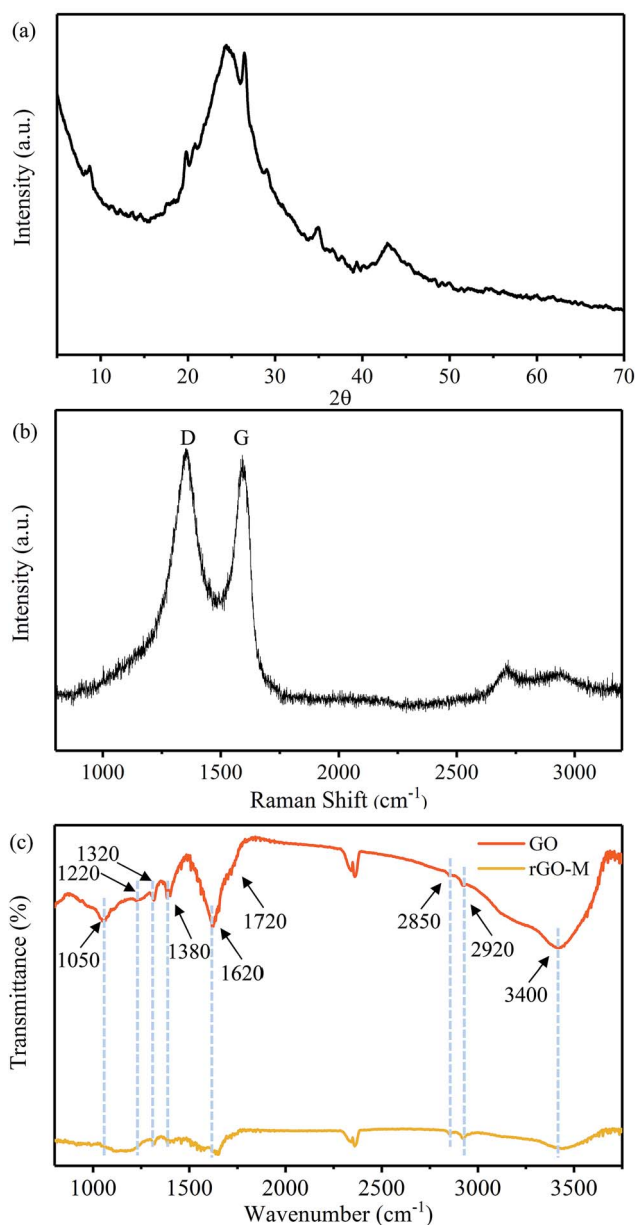 (a)
Intensity (a.u.)
10 20 30 40 50 60 70
2θ
(b)
D G
Intensity (a.u.)
1000 1500 2000 2500 3000
Raman Shift (cm-1)
(c)
GO
rGO-M
1320
1220
1720
2850
2920
1380
1050
1620
3400
Transmittance (%)
1000 1500 2000 2500 3000 3500
Wavenumber (cm-1)